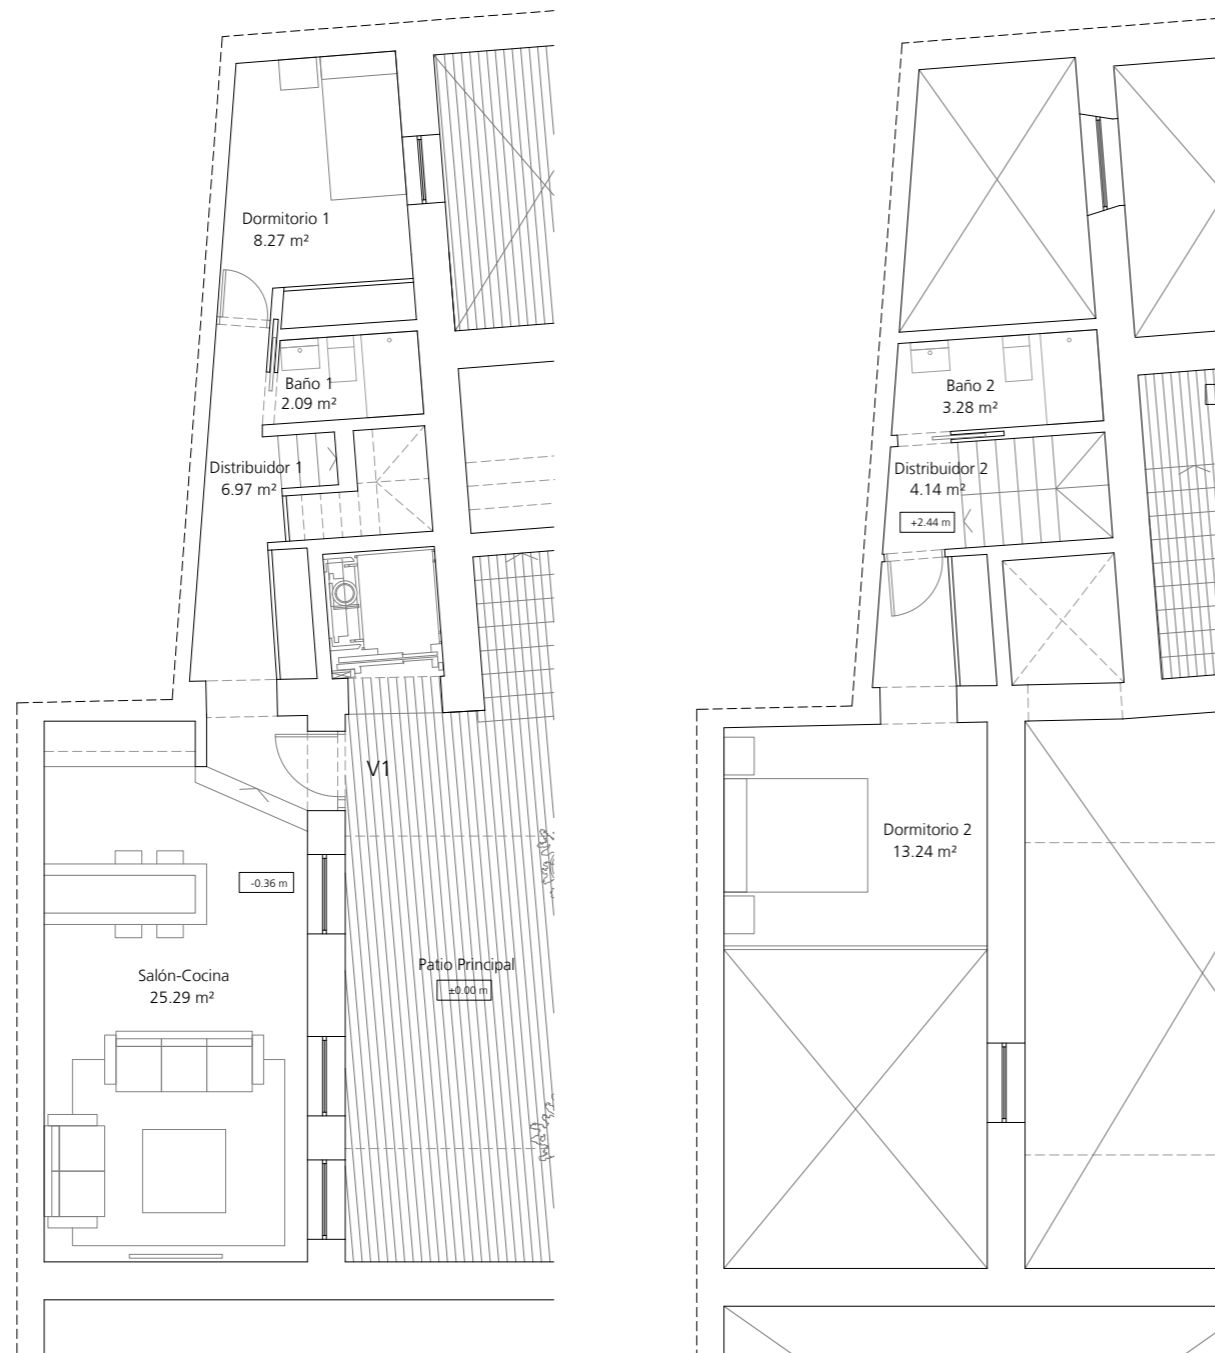 Dormitorio 1
8.27 m²
Baño 1
2.09 m²
Distribuidor 1
6.97 m²
V1
-0.36 m
Salón-Cocina
25.29 m²
Patio Principal
±0.00 m
Baño 2
3.28 m²
Distribuidor 2
4.14 m²
+2.44 m
Dormitorio 2
13.24 m²